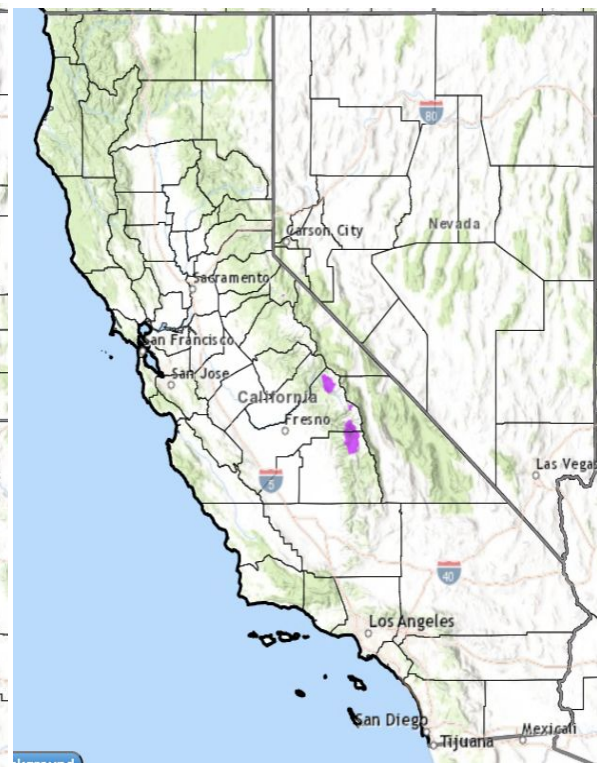 80
Carson City
Nevada
Sacramento
San Francisco
San Jose
California
Fresno
5
Las Vegas
40
Los Angeles
San Diego
Tijuana
Mexicali
kground